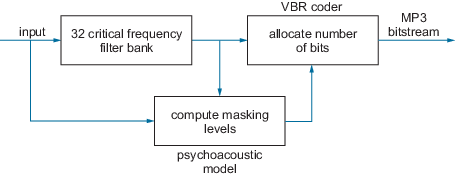 VBR coder
MP3
bitstream
input
32 critical frequency
filter bank
allocate number
of bits
compute masking
levels
psychoacoustic
model